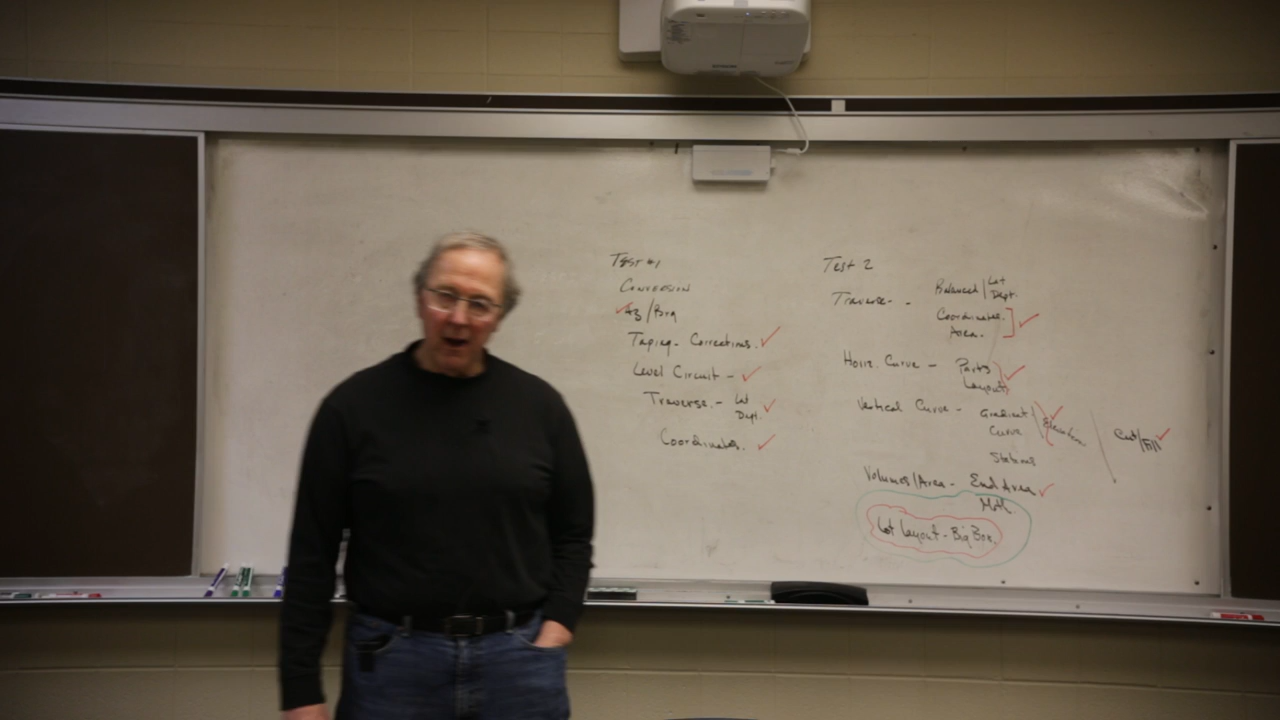 Test #1
Conversion
Az/Brg
Taping - Corrections.
Level Circuit -
Traverse. - Lat
Dept.
Coordinates.
Test 2
Traverse - - Balanced | Lat
Dept.
Coordinates.
Area.
Horiz. Curve - Parts
Layout
Vertical Curve - Gradient
Curve
Elevation
Cut/Fill
Stations
Volumes/Area - End Area
Lot Layout - Big Box.